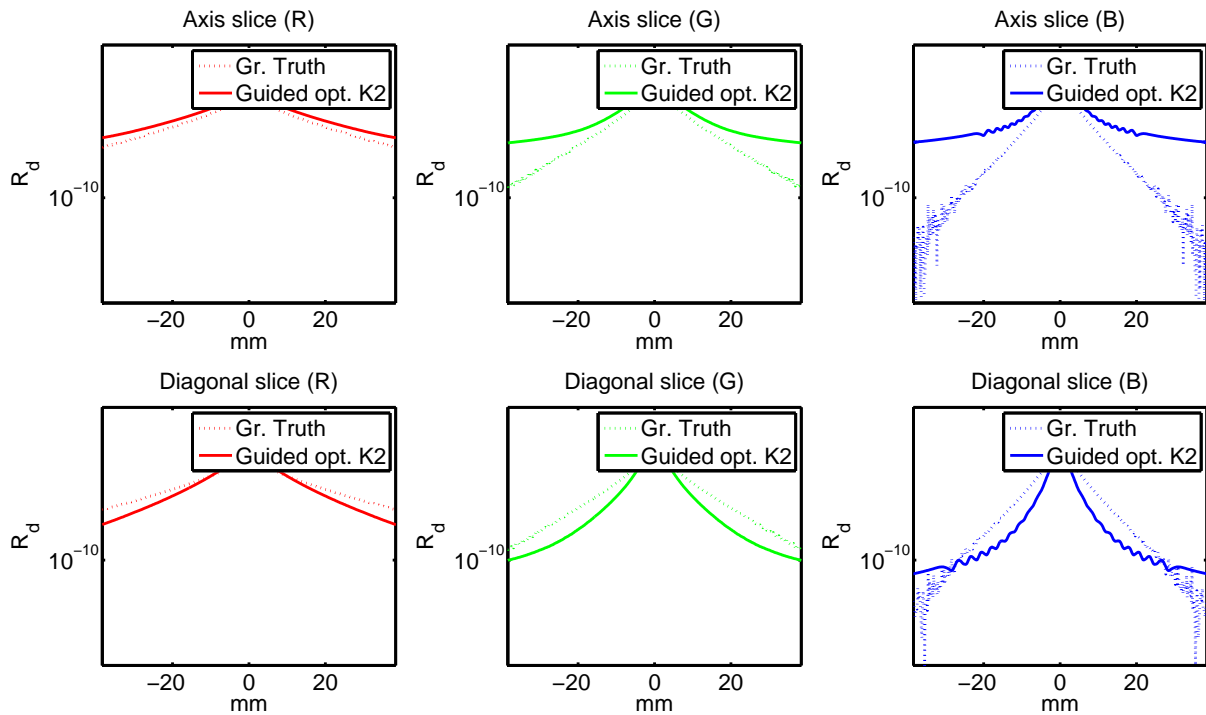 Axis slice (R)
Gr. Truth
Guided opt. K2
R_d
10^−10
−20 0 20
mm
Axis slice (G)
Gr. Truth
Guided opt. K2
R_d
10^−10
−20 0 20
mm
Axis slice (B)
Gr. Truth
Guided opt. K2
R_d
10^−10
−20 0 20
mm
Diagonal slice (R)
Gr. Truth
Guided opt. K2
R_d
10^−10
−20 0 20
mm
Diagonal slice (G)
Gr. Truth
Guided opt. K2
R_d
10^−10
−20 0 20
mm
Diagonal slice (B)
Gr. Truth
Guided opt. K2
R_d
10^−10
−20 0 20
mm